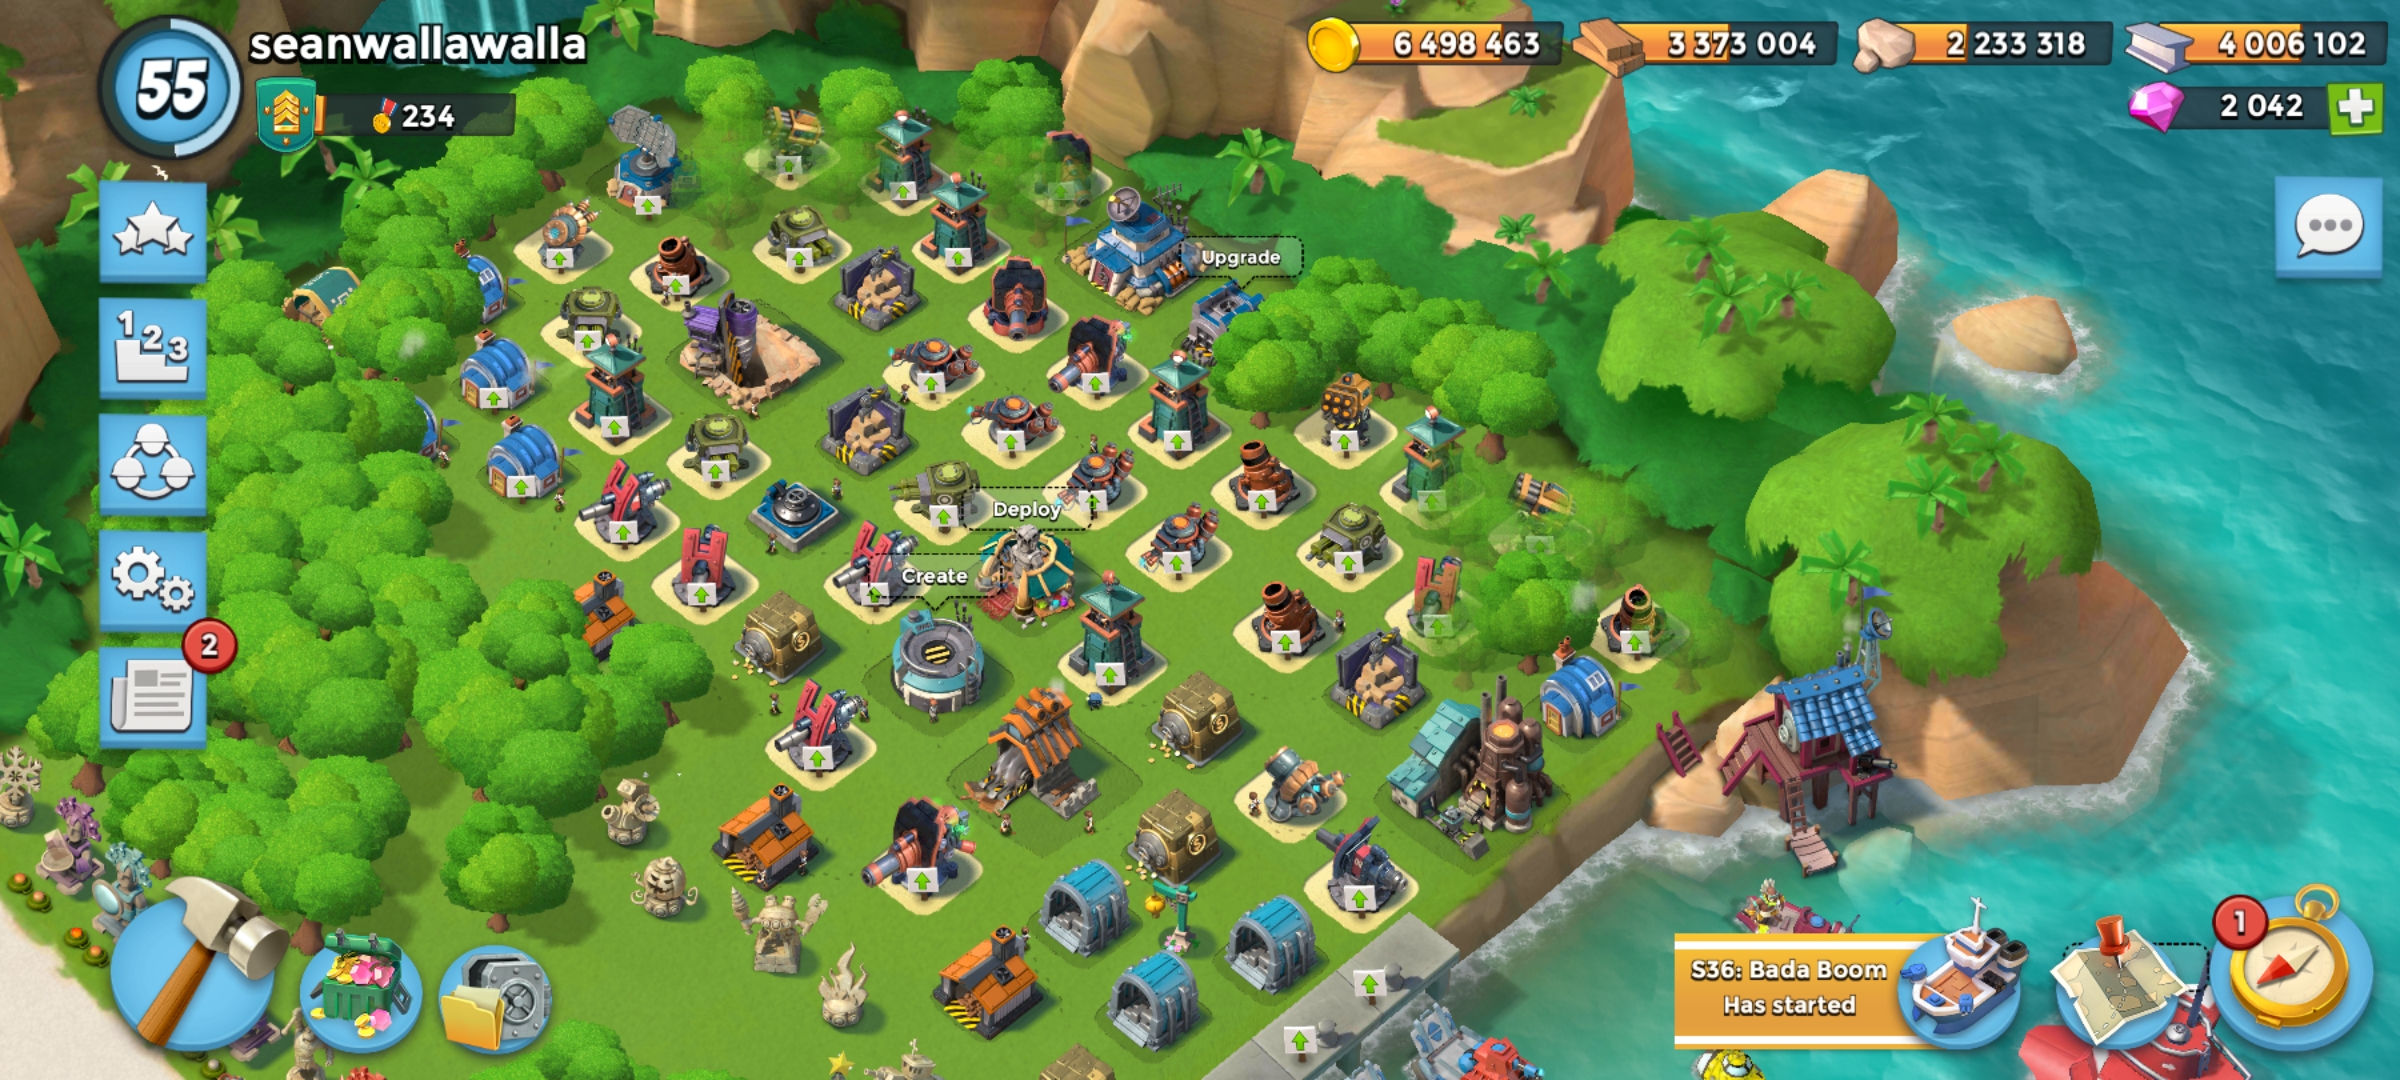 55
seanwallawalla
234
6 498 463
3 373 004
2 233 318
4 006 102
2 042
123
2
Upgrade
Deploy
Create
S36: Bada Boom
Has started
1